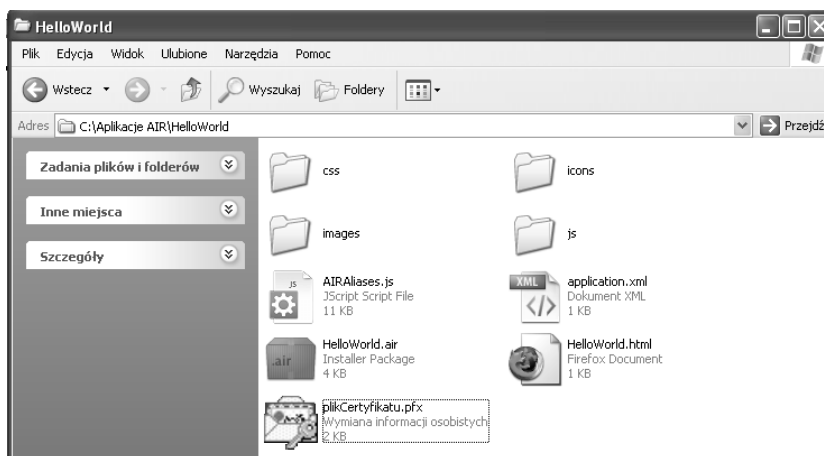 HelloWorld
Plik Edycja Widok Ulubione Narzędzia Pomoc
Wstecz Wyszukaj Foldery
Adres C:\Aplikacje AIR\HelloWorld Przejdź
Zadania plików i folderów
Inne miejsca
Szczegóły
css
icons
images
js
JS
AIRAliases.js
JScript Script File
11 KB
XML
application.xml
Dokument XML
1 KB
.air
HelloWorld.air
Installer Package
4 KB
HelloWorld.html
Firefox Document
1 KB
plikCertyfikatu.pfx
Wymiana informacji osobistych
2 KB